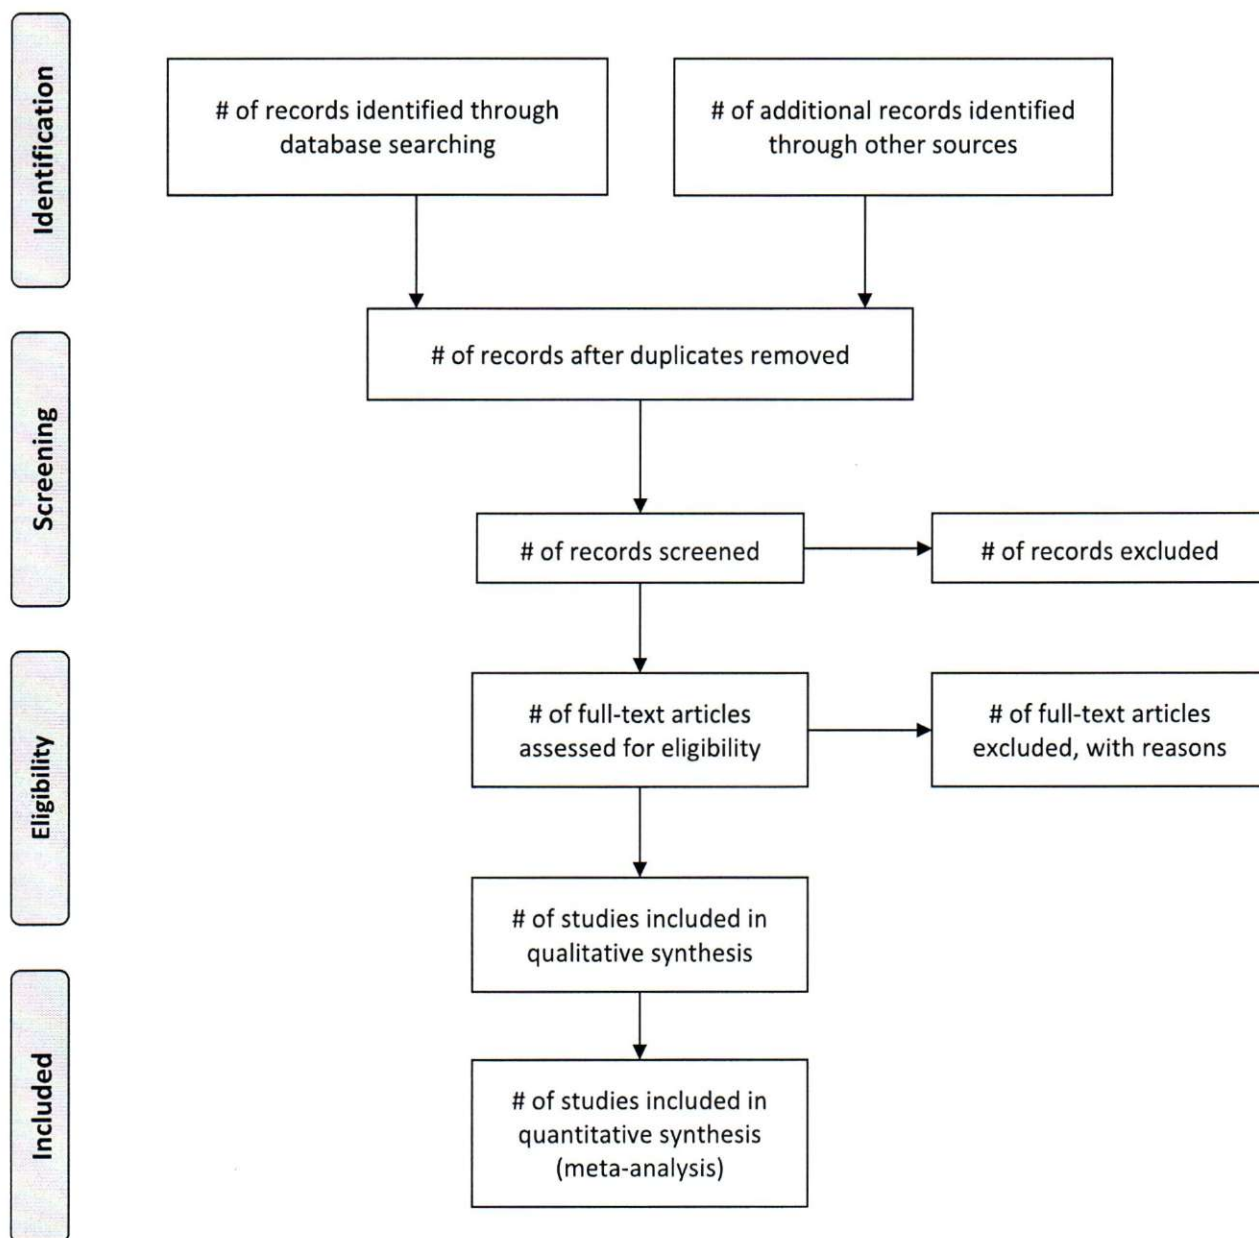 Identification
# of records identified through
database searching
# of additional records identified
through other sources
Screening
# of records after duplicates removed
# of records screened
# of records excluded
Eligibility
# of full-text articles
assessed for eligibility
# of full-text articles
excluded, with reasons
# of studies included in
qualitative synthesis
Included
# of studies included in
quantitative synthesis
(meta-analysis)